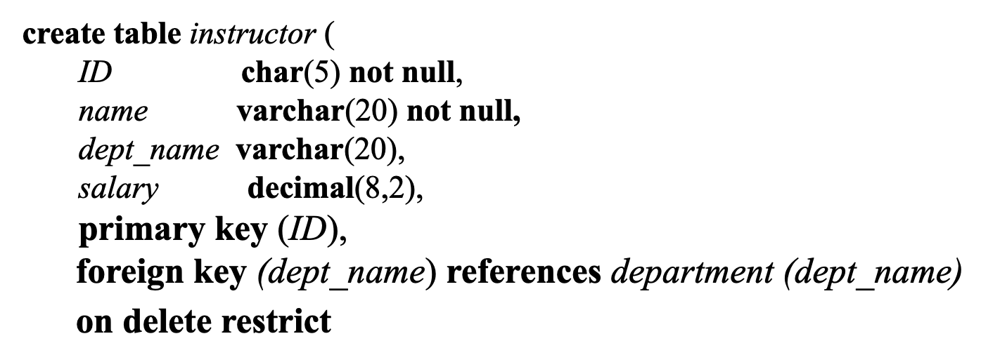 create table instructor (
ID char(5) not null,
name varchar(20) not null,
dept_name varchar(20),
salary decimal(8,2),
primary key (ID),
foreign key (dept_name) references department (dept_name)
on delete restrict